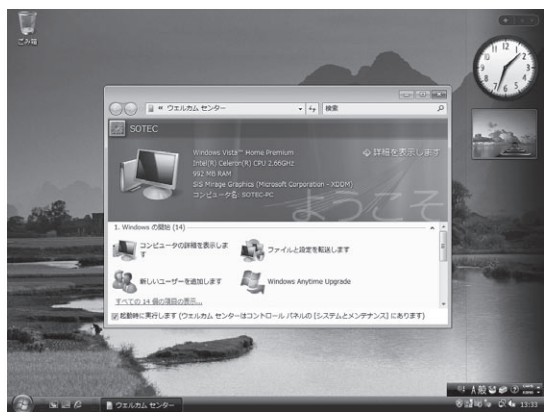 ごみ箱
12
ウェルカム センター
検索
SOTEC
Windows Vista™ Home Premium
Intel(R) Celeron(R) CPU 2.66GHz
992 MB RAM
SiS Mirage Graphics (Microsoft Corporation - XDDM)
コンピュータ名: SOTEC-PC
詳細を表示します
ようこそ
1. Windows の開始 (14)
コンピュータの詳細を表示しま
す
ファイルと設定を転送します
新しいユーザーを追加します
Windows Anytime Upgrade
すべての 14 個の項目の表示...
起動時に実行します (ウェルカム センターはコントロール パネルの [システムとメンテナンス] にあります)
A 般
ウェルカム センター
13:33